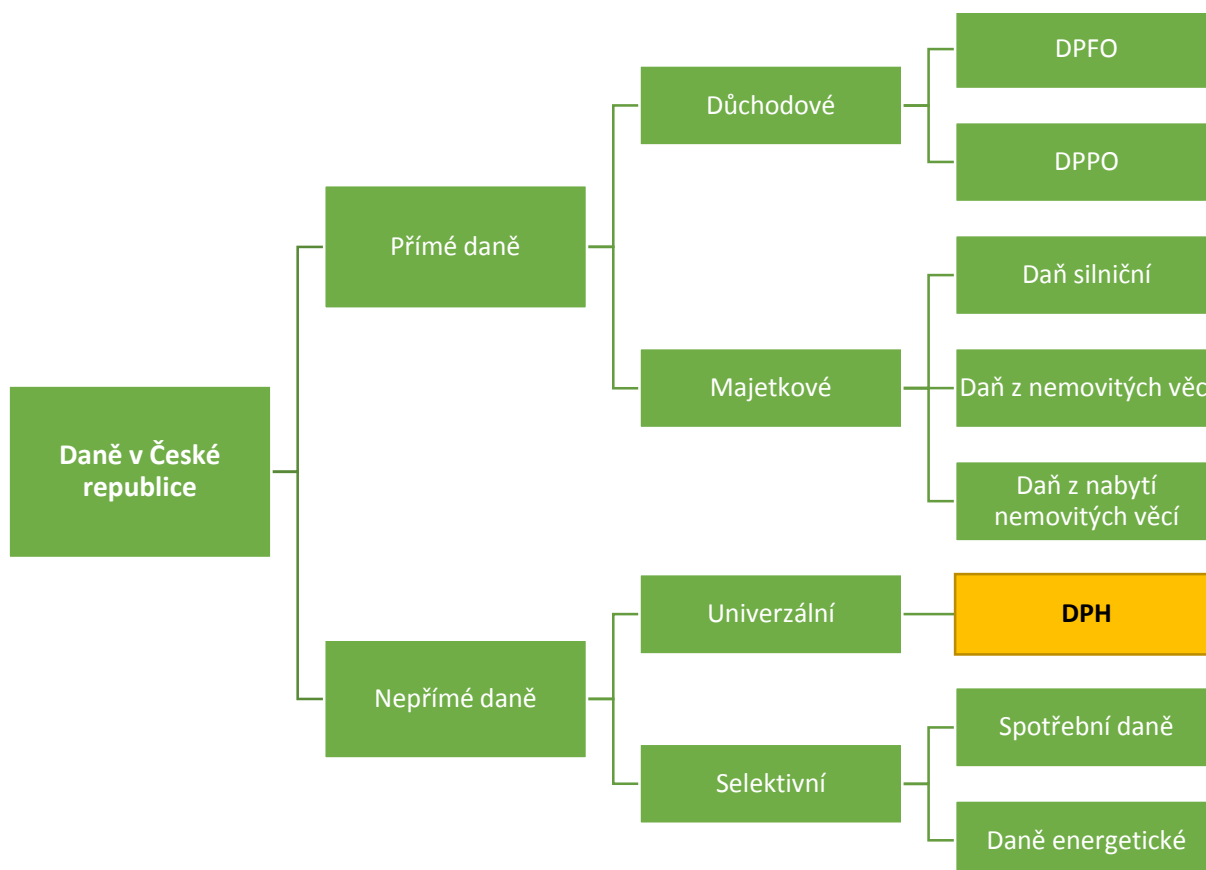 Daně v České
republice
Přímé daně
Důchodové
DPFO
DPPO
Majetkové
Daň silniční
Daň z nemovitých věc
Daň z nabytí
nemovitých věcí
Nepřímé daně
Univerzální
DPH
Selektivní
Spotřební daně
Daně energetické